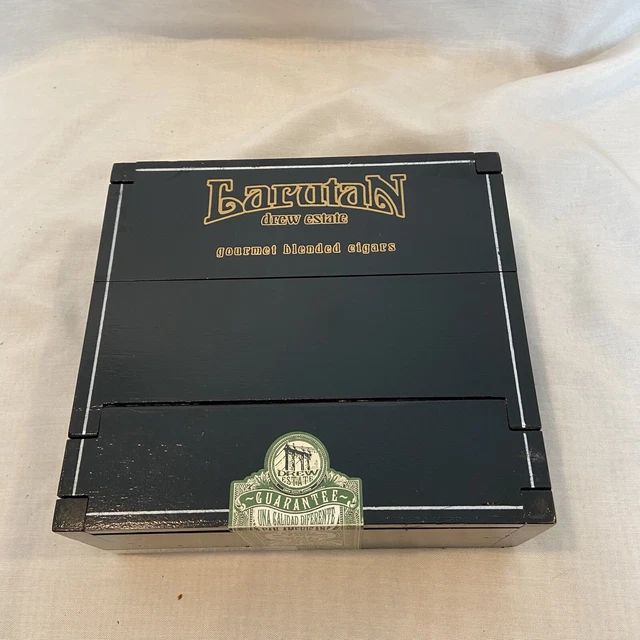 LarutaN
drew estate
gourmet blended cigars
DREW
ESTATE
~GUARANTEE~
UNA CALIDAD DIFERENTE